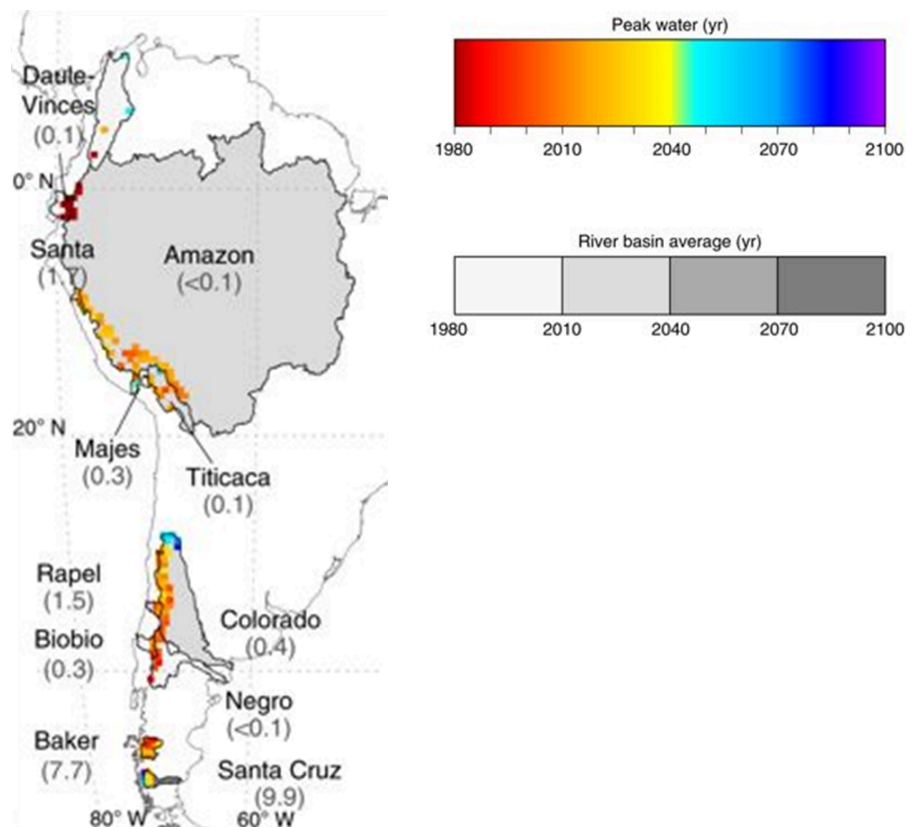 Daule-
Vinces
(0.1)
0° N
Santa
(1.7)
Amazon
(<0.1)
20° N
Majes
(0.3)
Titicaca
(0.1)
Rapel
(1.5)
Biobio
(0.3)
Colorado
(0.4)
Negro
(<0.1)
Baker
(7.7)
Santa Cruz
(9.9)
80° W 60° W
Peak water (yr)
1980 2010 2040 2070 2100
River basin average (yr)
1980 2010 2040 2070 2100